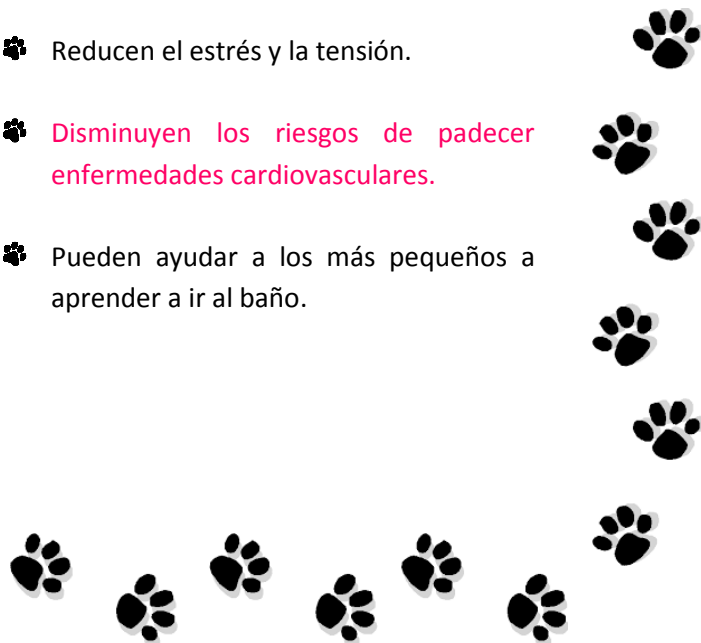 Reducen el estrés y la tensión.
Disminuyen los riesgos de padecer
enfermedades cardiovasculares.
Pueden ayudar a los más pequeños a
aprender a ir al baño.